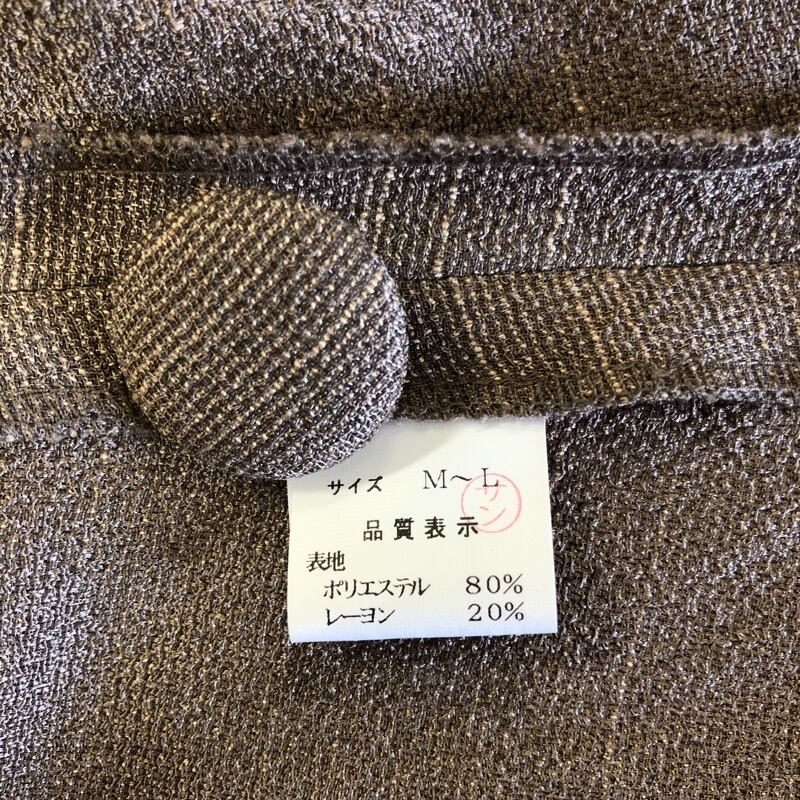 サイズ M～L
サン
品質表示
表地
ポリエステル 80%
レーヨン 20%